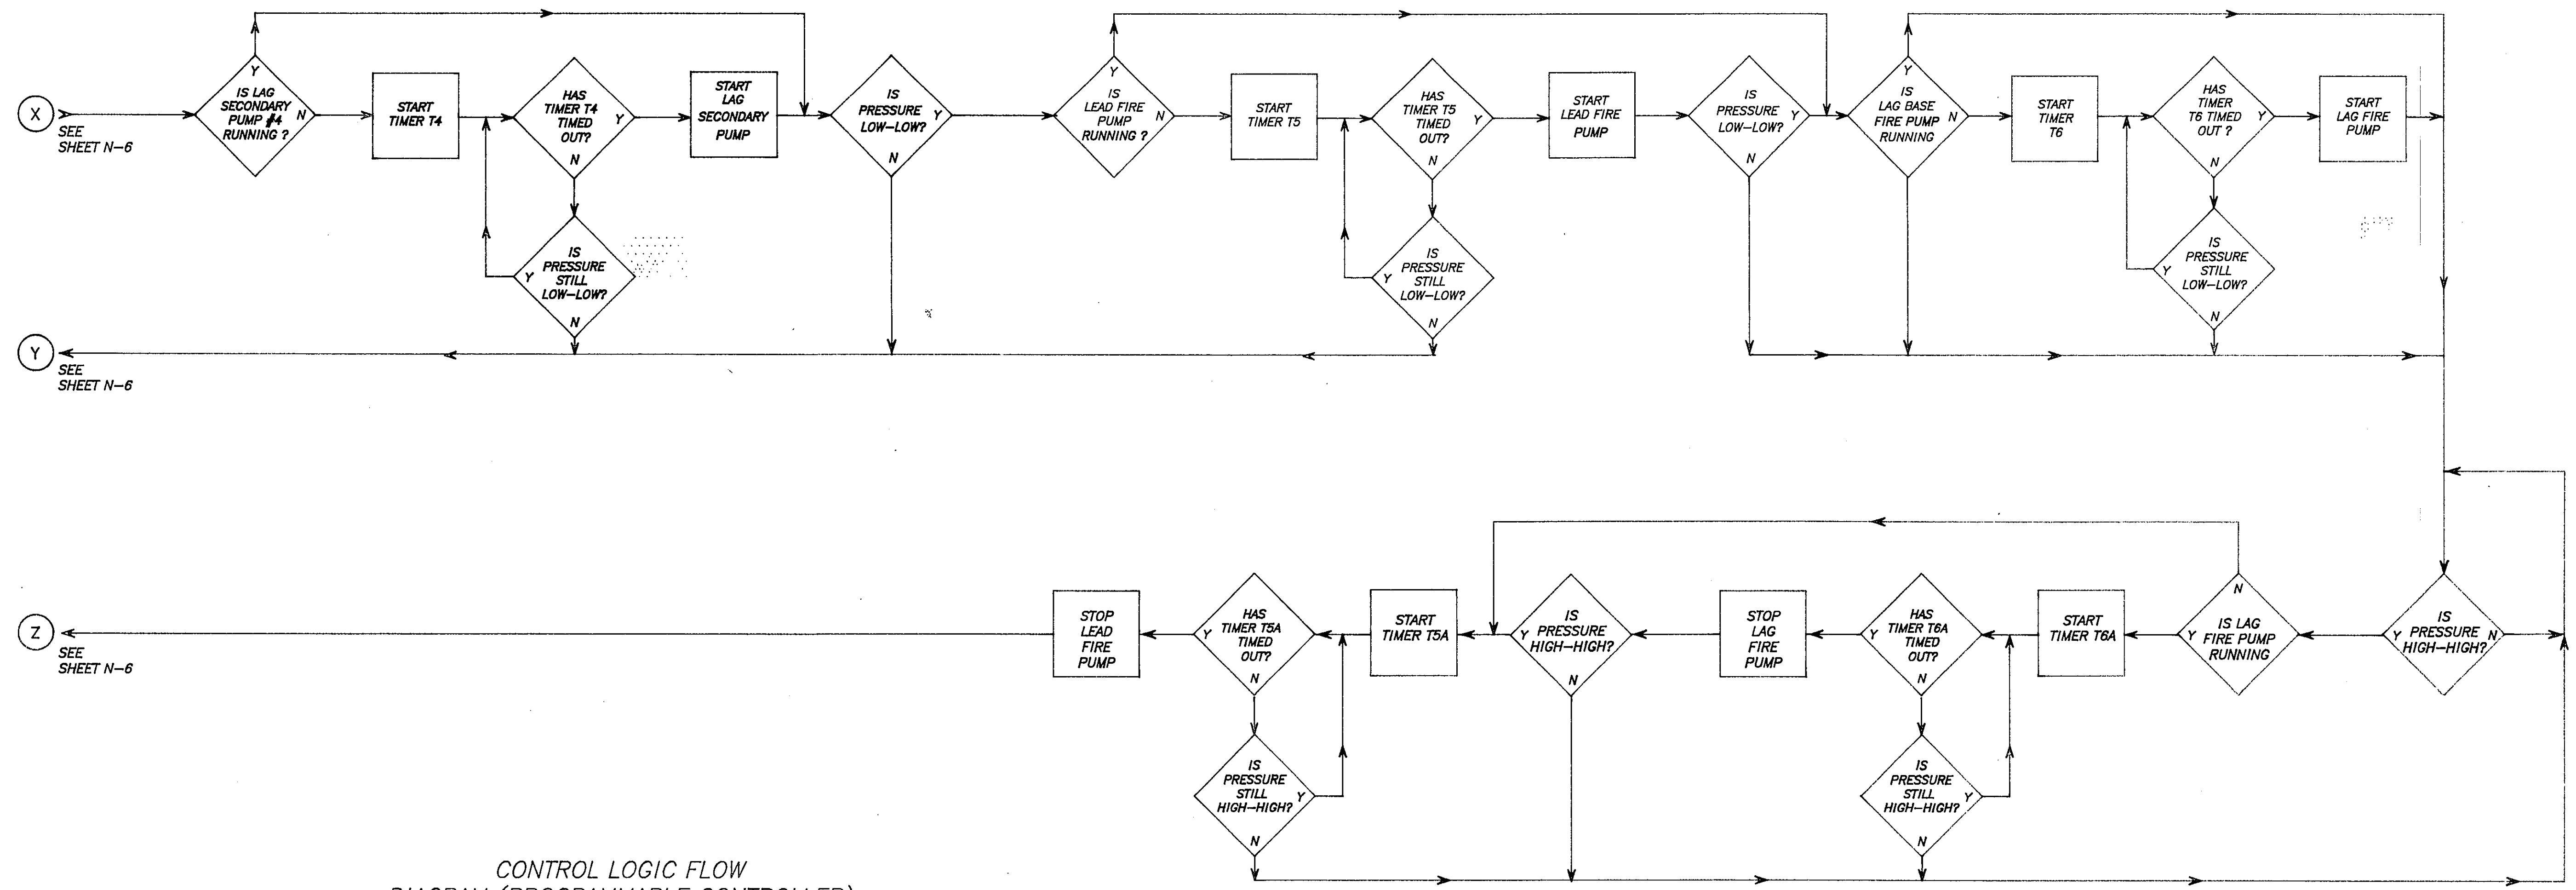 X
SEE
SHEET N-6
Y
IS LAG
SECONDARY
PUMP #4
RUNNING ?
N
START
TIMER T4
HAS
TIMER T4
TIMED
OUT?
Y
N
START
LAG
SECONDARY
PUMP
IS
PRESSURE
LOW-LOW?
Y
N
Y
IS
LEAD FIRE
PUMP
RUNNING ?
N
START
TIMER T5
HAS
TIMER T5
TIMED
OUT?
Y
N
START
LEAD FIRE
PUMP
IS
PRESSURE
LOW-LOW?
Y
N
Y
IS
LAG BASE
FIRE PUMP
RUNNING
N
START
TIMER
T6
HAS
TIMER
T6 TIMED
OUT ?
Y
N
START
LAG FIRE
PUMP
IS
PRESSURE
STILL
LOW-LOW?
Y
N
IS
PRESSURE
STILL
LOW-LOW?
Y
N
IS
PRESSURE
STILL
LOW-LOW?
Y
N
Y
SEE
SHEET N-6
Z
SEE
SHEET N-6
STOP
LEAD
FIRE
PUMP
Y
HAS
TIMER T5A
TIMED
OUT?
N
START
TIMER T5A
Y
IS
PRESSURE
HIGH-HIGH?
N
STOP
LAG
FIRE
PUMP
Y
HAS
TIMER T6A
TIMED
OUT?
N
START
TIMER T6A
N
Y
IS LAG
FIRE PUMP
RUNNING
Y
IS
PRESSURE
HIGH-HIGH?
N
IS
PRESSURE
STILL
HIGH-HIGH?
Y
N
IS
PRESSURE
STILL
HIGH-HIGH?
Y
N
CONTROL LOGIC FLOW
DIAGRAM (PROGRAMMABLE CONTROLLER)